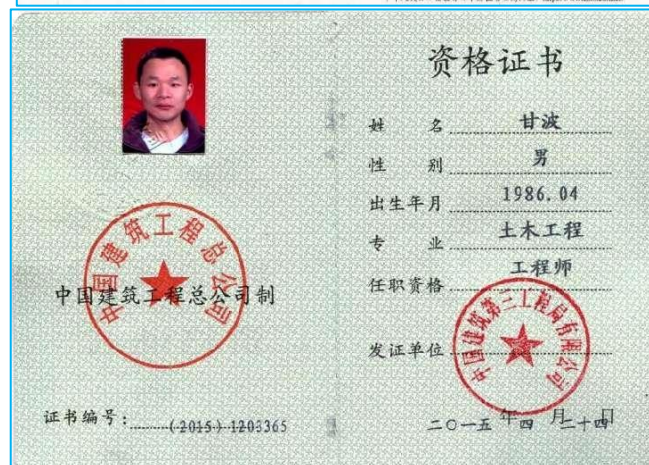 中国建筑工程总公司
中国建筑工程总公司制
证书编号：(2015)1203365
资格证书
姓 名 甘波
性 别 男
出生年月 1986.04
专 业 土木工程
任职资格 工程师
发证单位
中国建筑第三工程局有限公司
二〇一五 年 四 月 二十四 日